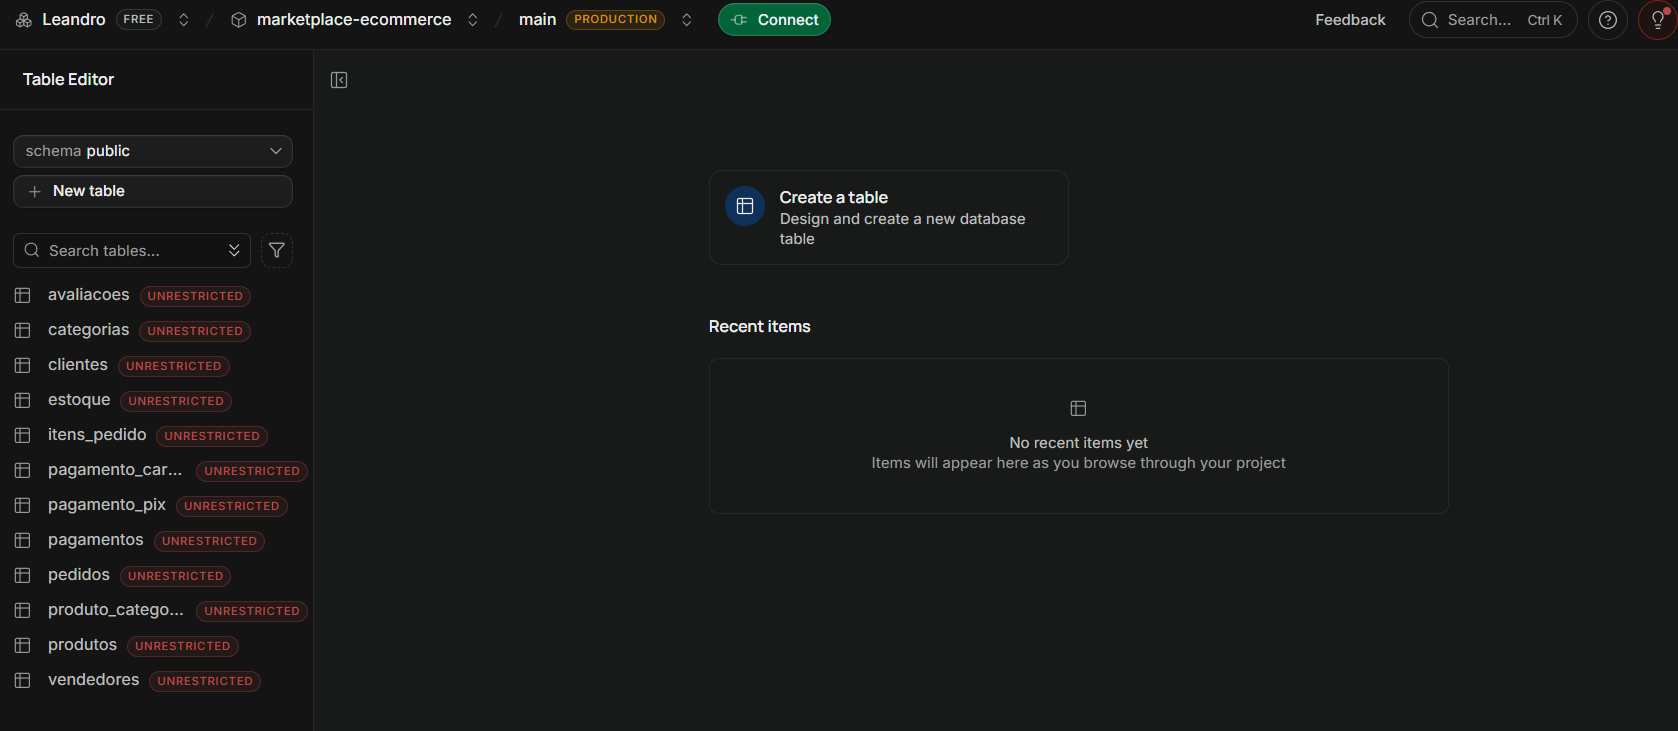 Leandro FREE / marketplace-ecommerce / main PRODUCTION Connect Feedback Search... Ctrl K
Table Editor
schema public
New table
Search tables...
avaliacoes UNRESTRICTED
categorias UNRESTRICTED
clientes UNRESTRICTED
estoque UNRESTRICTED
itens_pedido UNRESTRICTED
pagamento_car... UNRESTRICTED
pagamento_pix UNRESTRICTED
pagamentos UNRESTRICTED
pedidos UNRESTRICTED
produto_catego... UNRESTRICTED
produtos UNRESTRICTED
vendedores UNRESTRICTED
Create a table
Design and create a new database
table
Recent items
No recent items yet
Items will appear here as you browse through your project